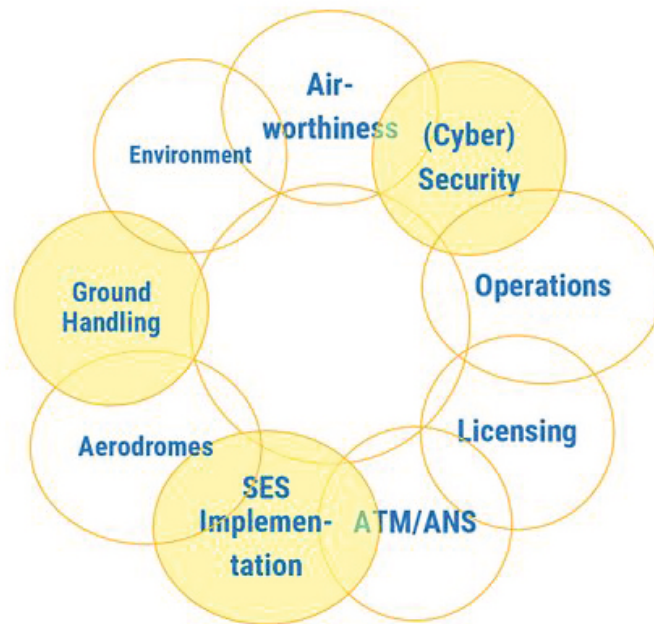 Air-
worthiness
(Cyber)
Security
Operations
Licensing
ATM/ANS
SES
Implemen-
tation
Aerodromes
Ground
Handling
Environment